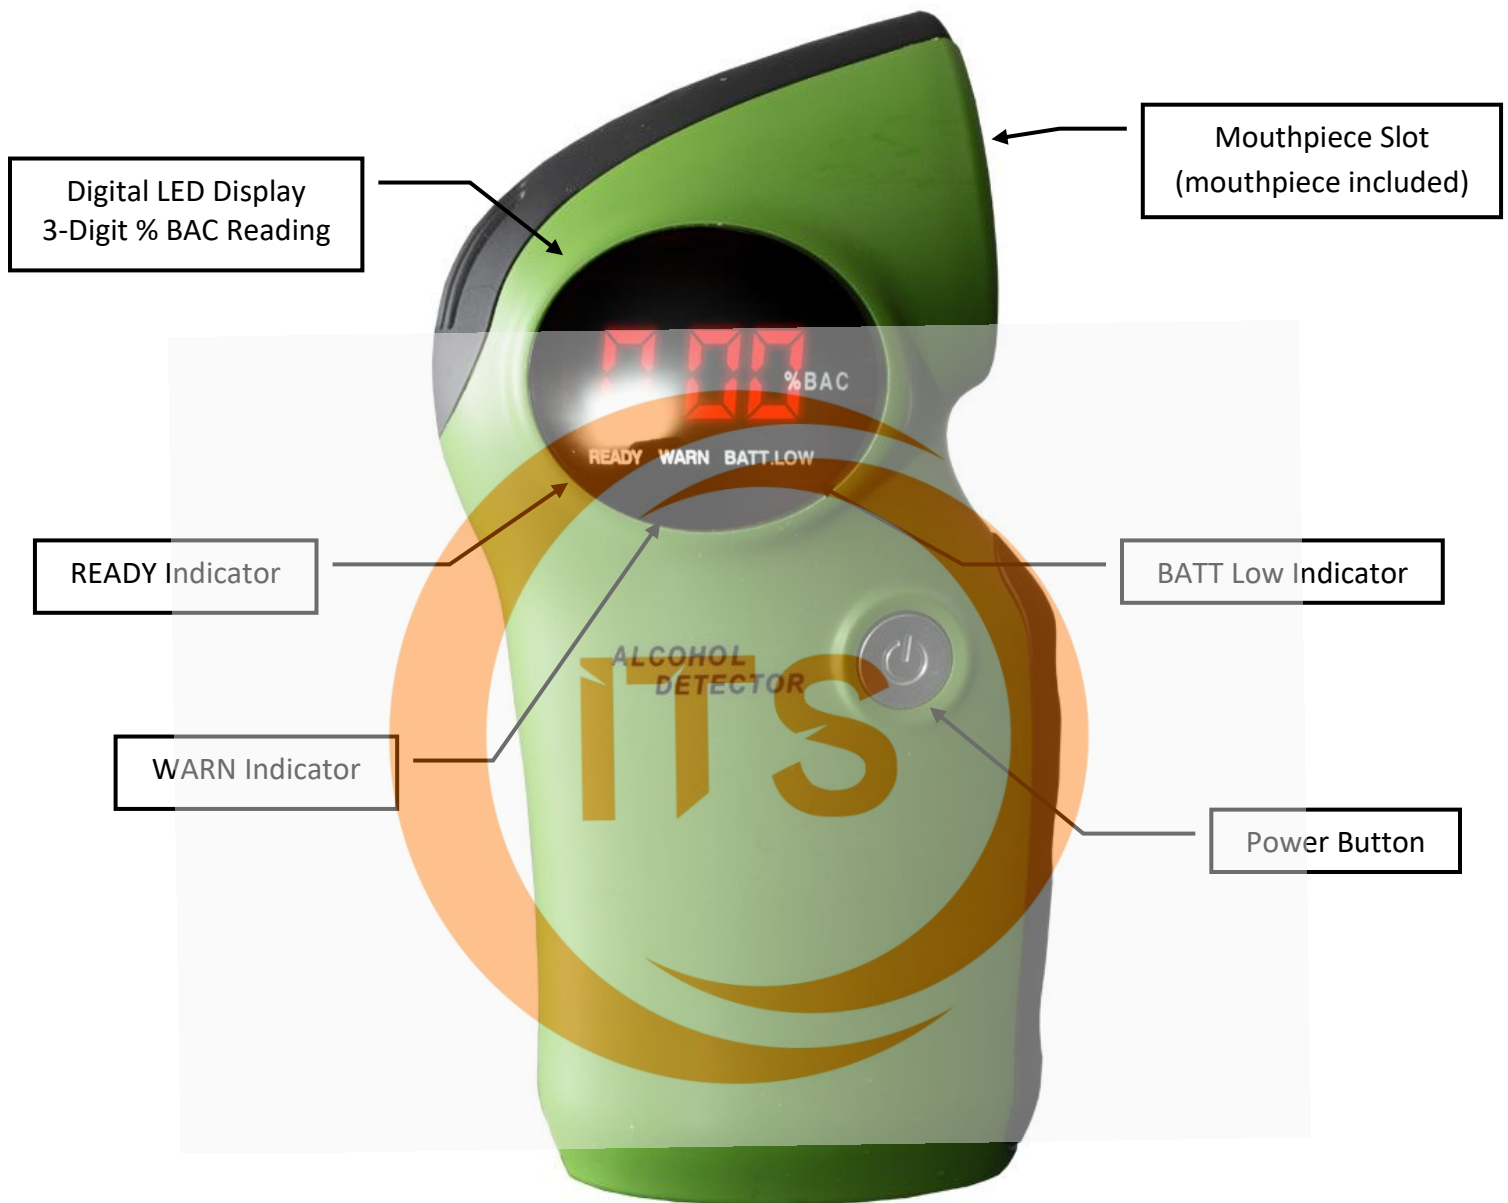 Mouthpiece Slot
(mouthpiece included)
Digital LED Display
3-Digit % BAC Reading
%BAC
READY WARN BATT.LOW
READY Indicator
BATT Low Indicator
ALCOHOL
DETECTOR
ITS
WARN Indicator
Power Button